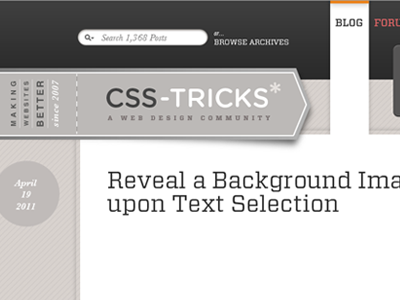 Search 1,368 Posts
or...
BROWSE ARCHIVES
BLOG
FORU
MAKING
WEBSITES
BETTER
since 2007
CSS-TRICKS*
A WEB DESIGN COMMUNITY
April
19
2011
Reveal a Background Ima
upon Text Selection